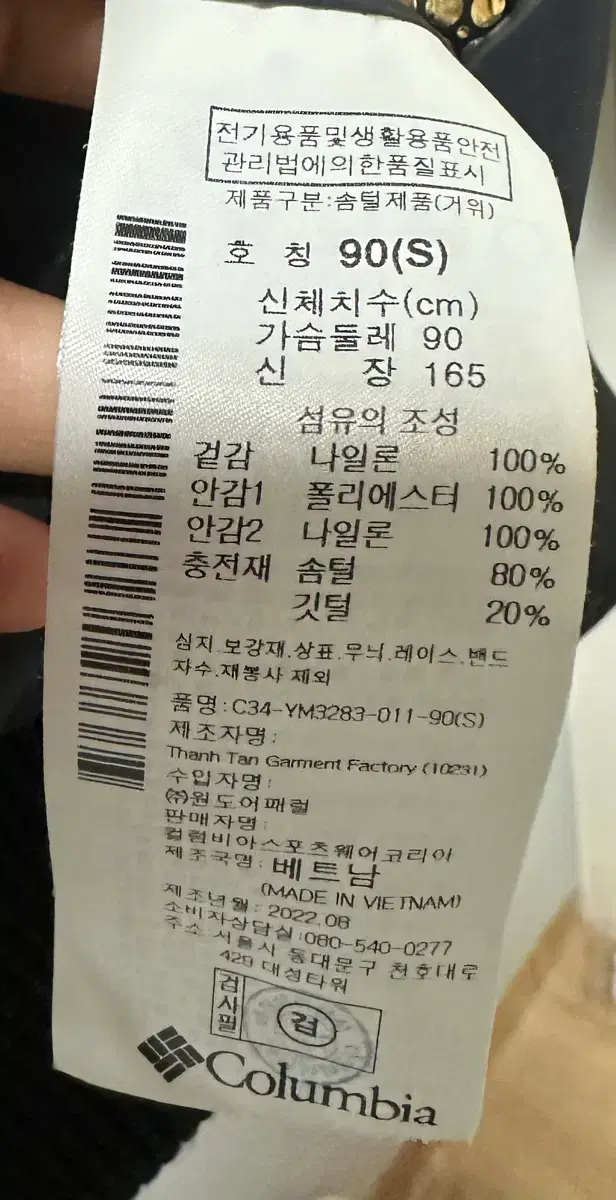 전기용품및생활용품안전
관리법에의한품질표시
제품구분:솜털제품(거위)
호 칭 90(S)
신체치수(cm)
가슴둘레 90
신 장 165
섬유의 조성
겉감 나일론 100%
안감1 폴리에스터 100%
안감2 나일론 100%
충전재 솜털 80%
깃털 20%
심지.보강재.상표.무늬.레이스.밴드
자수.재봉사 제외
품명:C34-YM3283-011-90(S)
제조자명:
Thanh Tan Garment Factory (10231)
수입자명:
㈜윈도어패럴
판매자명:
컬럼비아스포츠웨어코리아
제조국명: 베트남
(MADE IN VIETNAM)
제조년월: 2022.08
소비자상담실:080-540-0277
주소 서울시 동대문구 천호대로
429 대성타워
검사필 검
Columbia